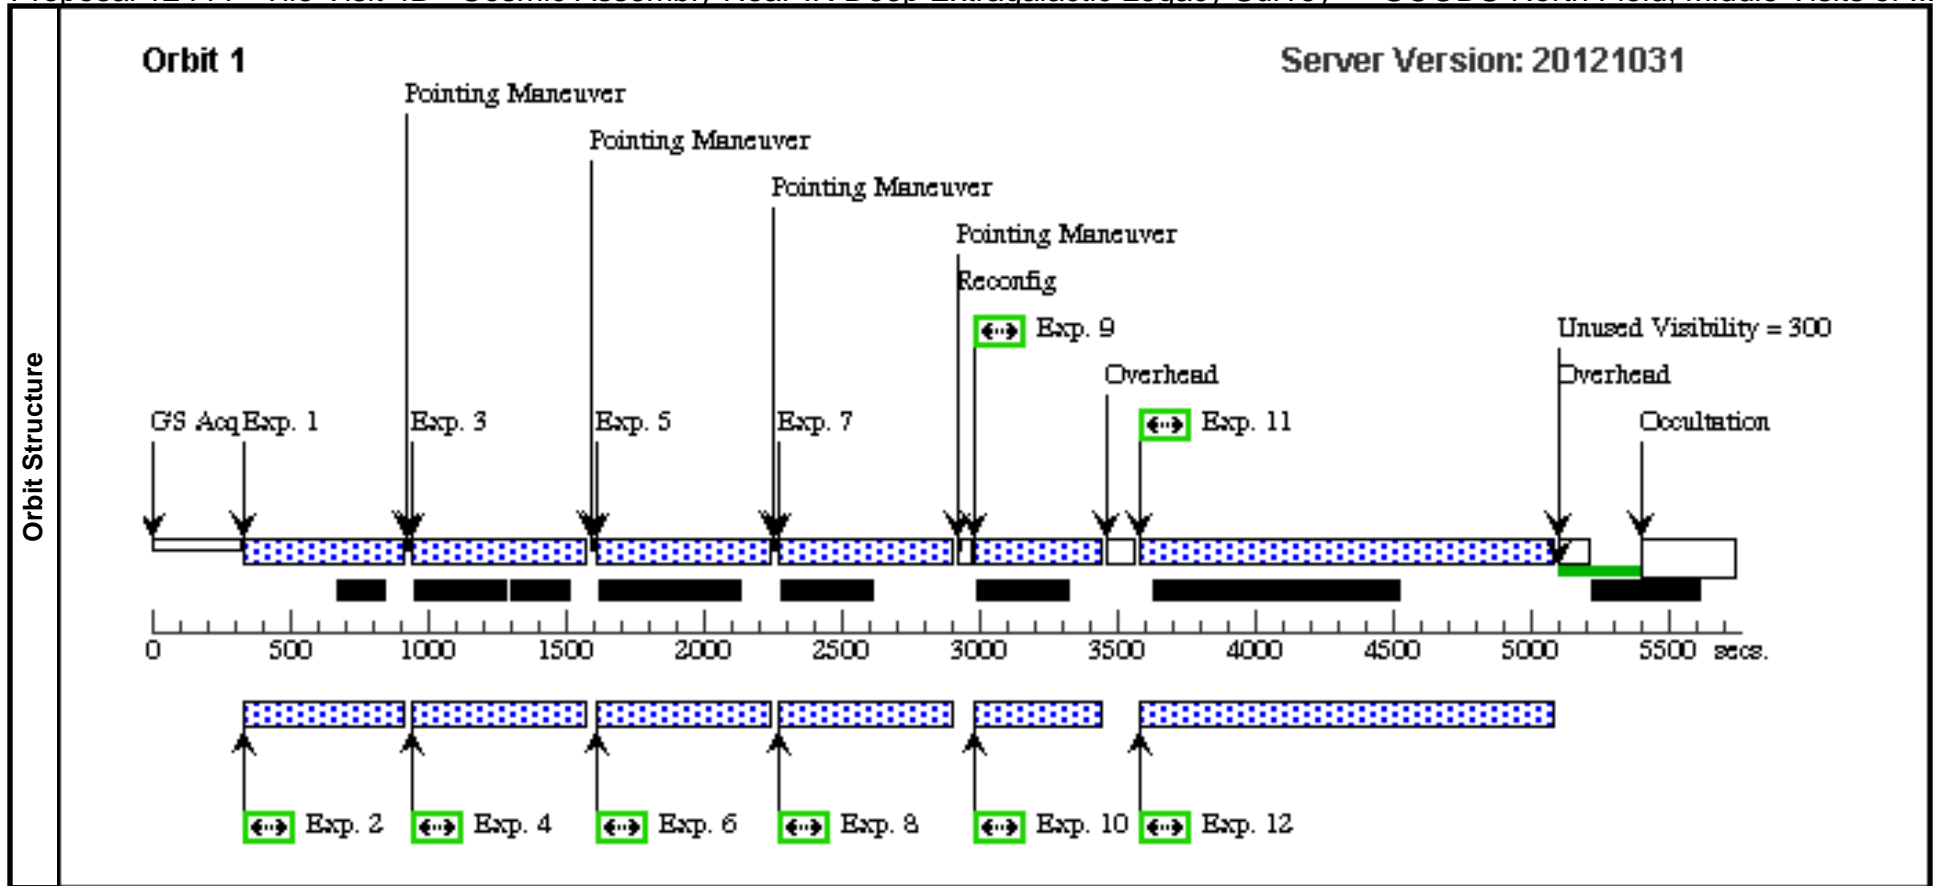 Orbit 1
Server Version: 20121031
Pointing Maneuver
Pointing Maneuver
Pointing Maneuver
Pointing Maneuver
Reconfig
Exp. 9
Unused Visibility = 300
Overhead
Overhead
GS Acq
Exp. 1
Exp. 3
Exp. 5
Exp. 7
Exp. 11
Occultation
Orbit Structure
0 500 1000 1500 2000 2500 3000 3500 4000 4500 5000 5500 secs.
Exp. 2
Exp. 4
Exp. 6
Exp. 8
Exp. 10
Exp. 12